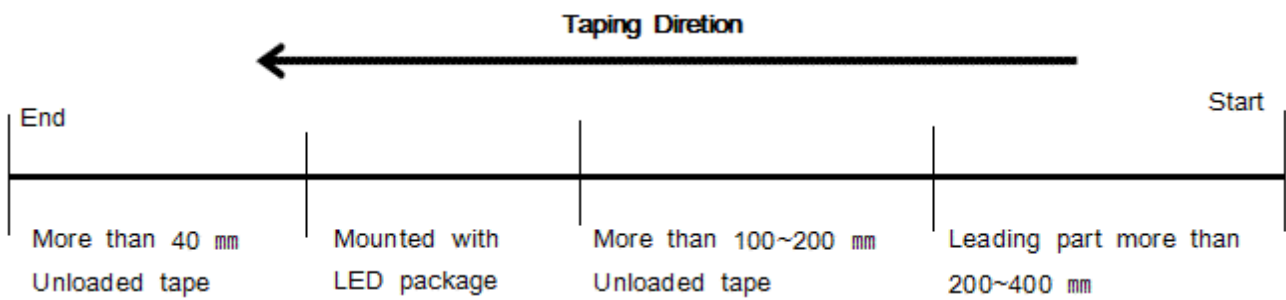 Taping Diretion
End
Start
More than 40 ㎜
Unloaded tape
Mounted with
LED package
More than 100~200 ㎜
Unloaded tape
Leading part more than
200~400 ㎜